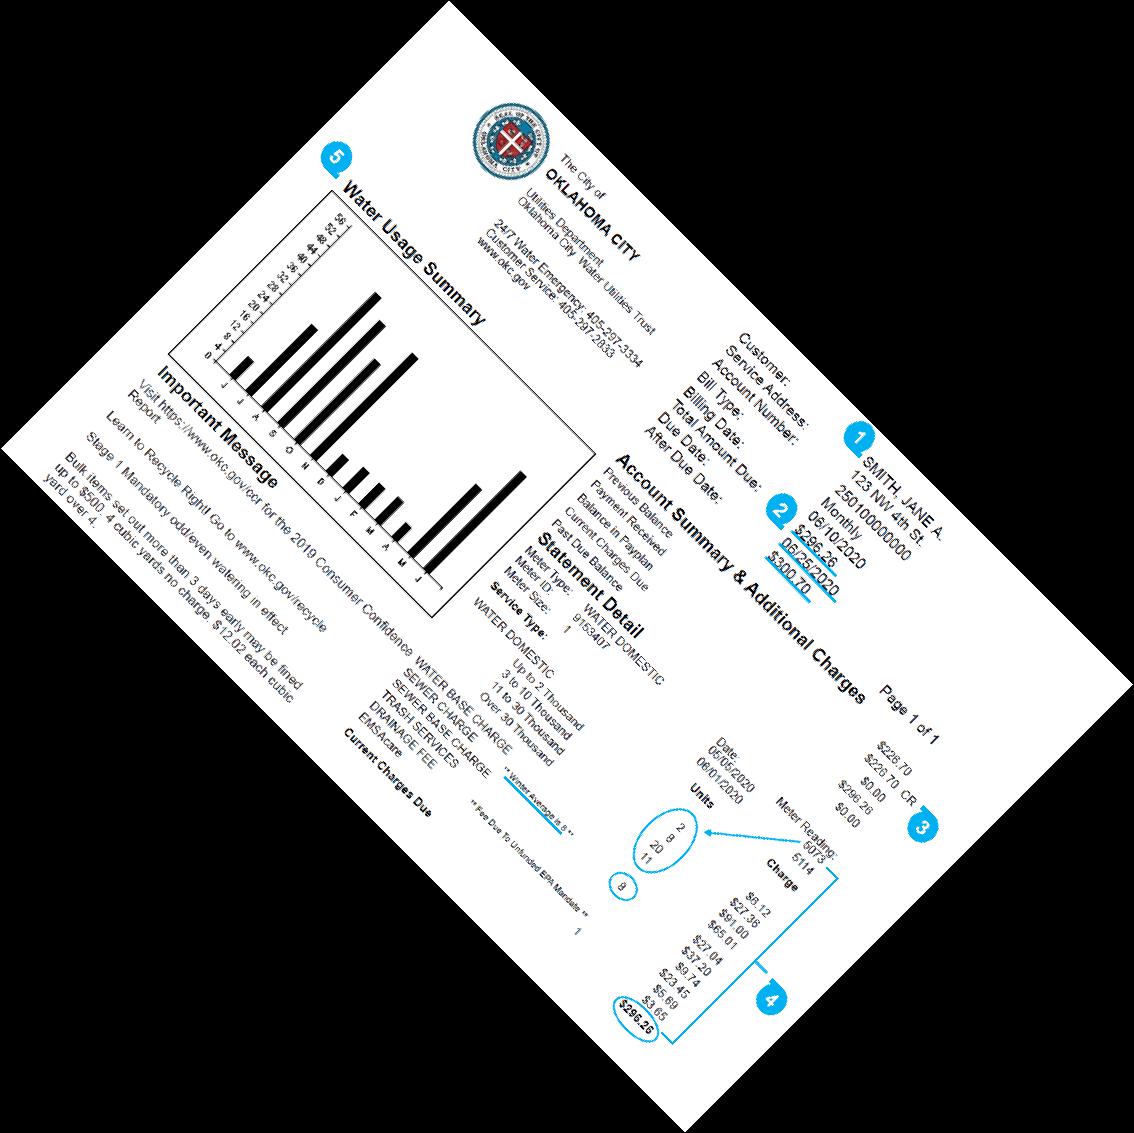 The City of
OKLAHOMA CITY
Utilities Department
Oklahoma City Water Utilities Trust
24/7 Water Emergency: 405-297-3334
Customer Service: 405-297-2833
www.okc.gov
Customer: 1 SMITH, JANE A.
Service Address: 123 NW 4th St.
Account Number: 250100000000
Bill Type: Monthly
Billing Date: 06/10/2020
Total Amount Due: 2 $296.26
Due Date: 06/25/2020
After Due Date: $300.70
Page 1 of 1
5 Water Usage Summary
56
52
48
44
40
36
32
28
24
20
16
12
8
4
0
J J A S O N D J F M A M J
Important Message
Visit https://www.okc.gov/ccr for the 2019 Consumer Confidence
Report
Learn to Recycle Right! Go to www.okc.gov/recycle
Stage 1 Mandatory odd/even watering in effect
Bulk items set out more than 3 days early may be fined
up to $500. 4 cubic yards no charge. $12.02 each cubic
yard over 4.
Account Summary & Additional Charges
Previous Balance $226.70
Payment Received $226.70 CR 3
Balance in Payplan $0.00
Current Charges Due $296.26
Past Due Balance $0.00
Statement Detail
Meter Type: WATER DOMESTIC Date: Meter Reading:
Meter ID: 9153407 05/05/2020 5073
Meter Size: 1 06/01/2020 5114
Service Type: Units Charge
WATER DOMESTIC
Up to 2 Thousand 2 $6.12
3 to 10 Thousand 8 $27.36
11 to 30 Thousand 20 $91.00
Over 30 Thousand 11 $65.01
WATER BASE CHARGE $27.04
SEWER CHARGE ** Winter Average is 8 ** 8 $37.20
SEWER BASE CHARGE $9.74
TRASH SERVICES $23.45
DRAINAGE FEE ** Fee Due To Unfunded EPA Mandate ** $5.69
EMSAcare 1 $3.65
Current Charges Due $296.26
4